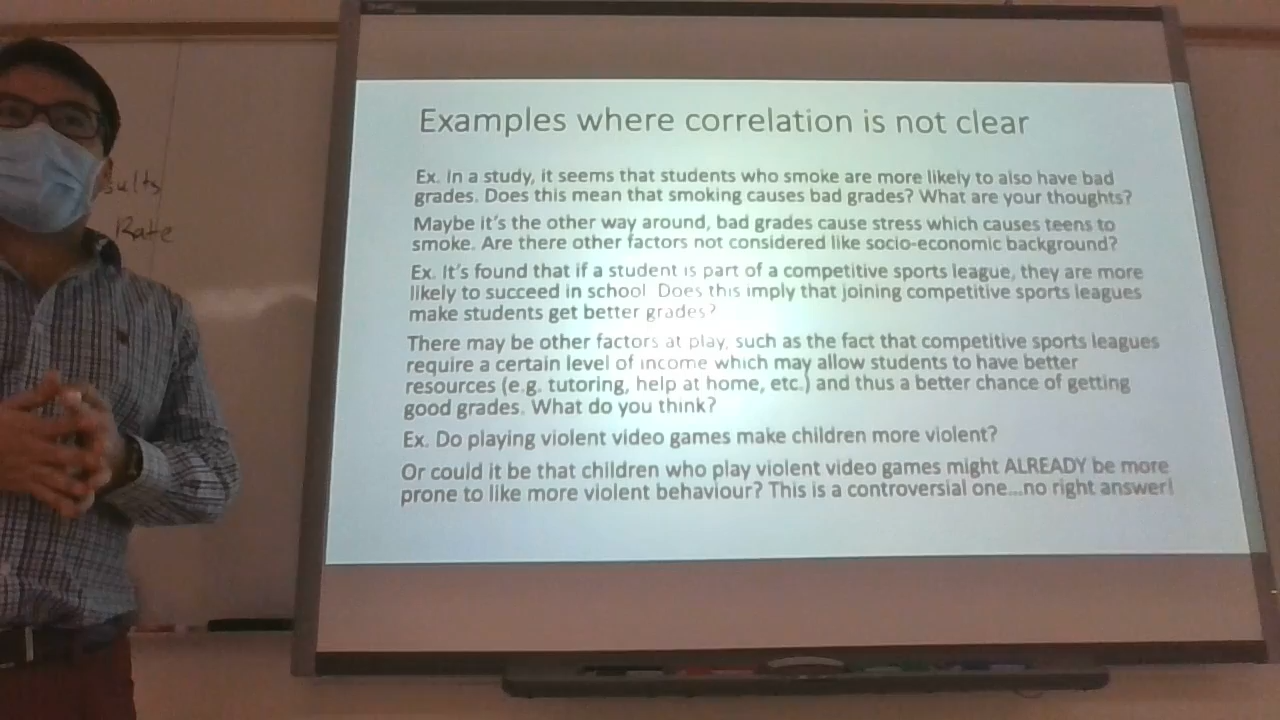 Examples where correlation is not clear
Ex. In a study, it seems that students who smoke are more likely to also have bad
grades. Does this mean that smoking causes bad grades? What are your thoughts?
Maybe it's the other way around, bad grades cause stress which causes teens to
smoke. Are there other factors not considered like socio-economic background?
Ex. It's found that if a student is part of a competitive sports league, they are more
likely to succeed in school. Does this imply that joining competitive sports leagues
make students get better grades?
There may be other factors at play, such as the fact that competitive sports leagues
require a certain level of income which may allow students to have better
resources (e.g. tutoring, help at home, etc.) and thus a better chance of getting
good grades. What do you think?
Ex. Do playing violent video games make children more violent?
Or could it be that children who play violent video games might ALREADY be more
prone to like more violent behaviour? This is a controversial one...no right answer!
Rate